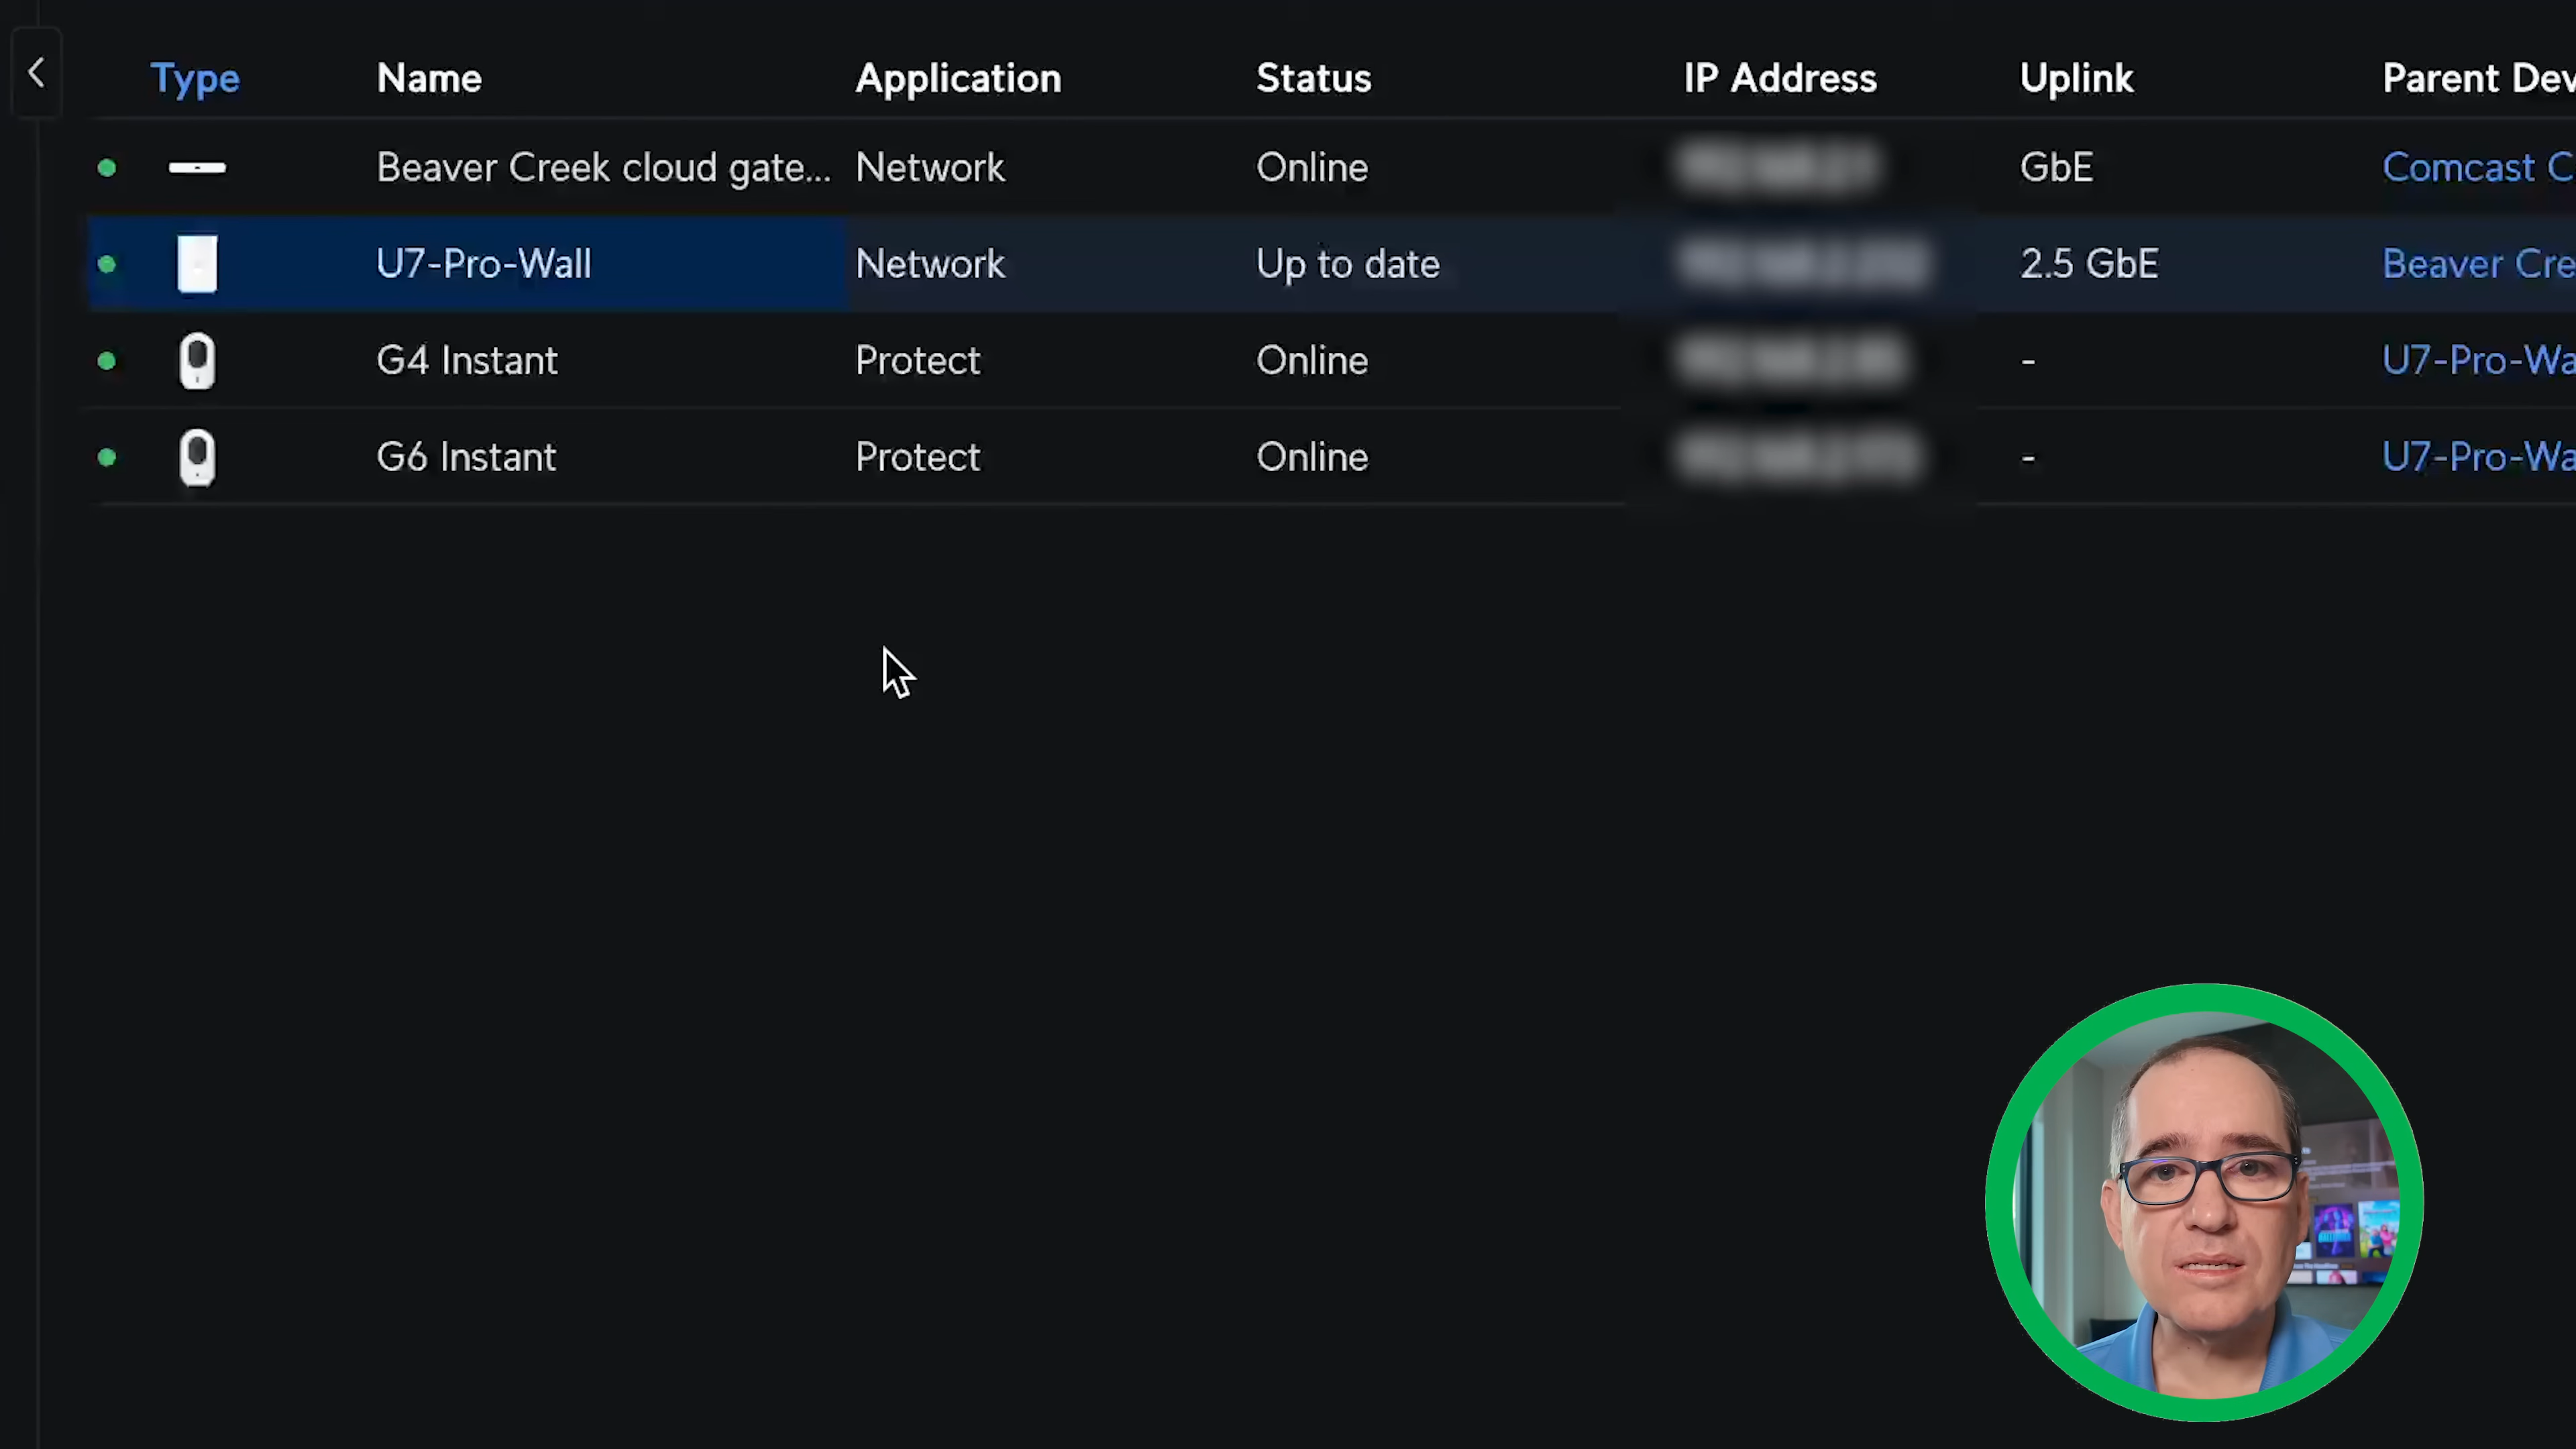 Type Name Application Status IP Address Uplink Parent Dev
Beaver Creek cloud gate... Network Online GbE Comcast C
U7-Pro-Wall Network Up to date 2.5 GbE Beaver Cre
G4 Instant Protect Online - U7-Pro-Wa
G6 Instant Protect Online - U7-Pro-Wa